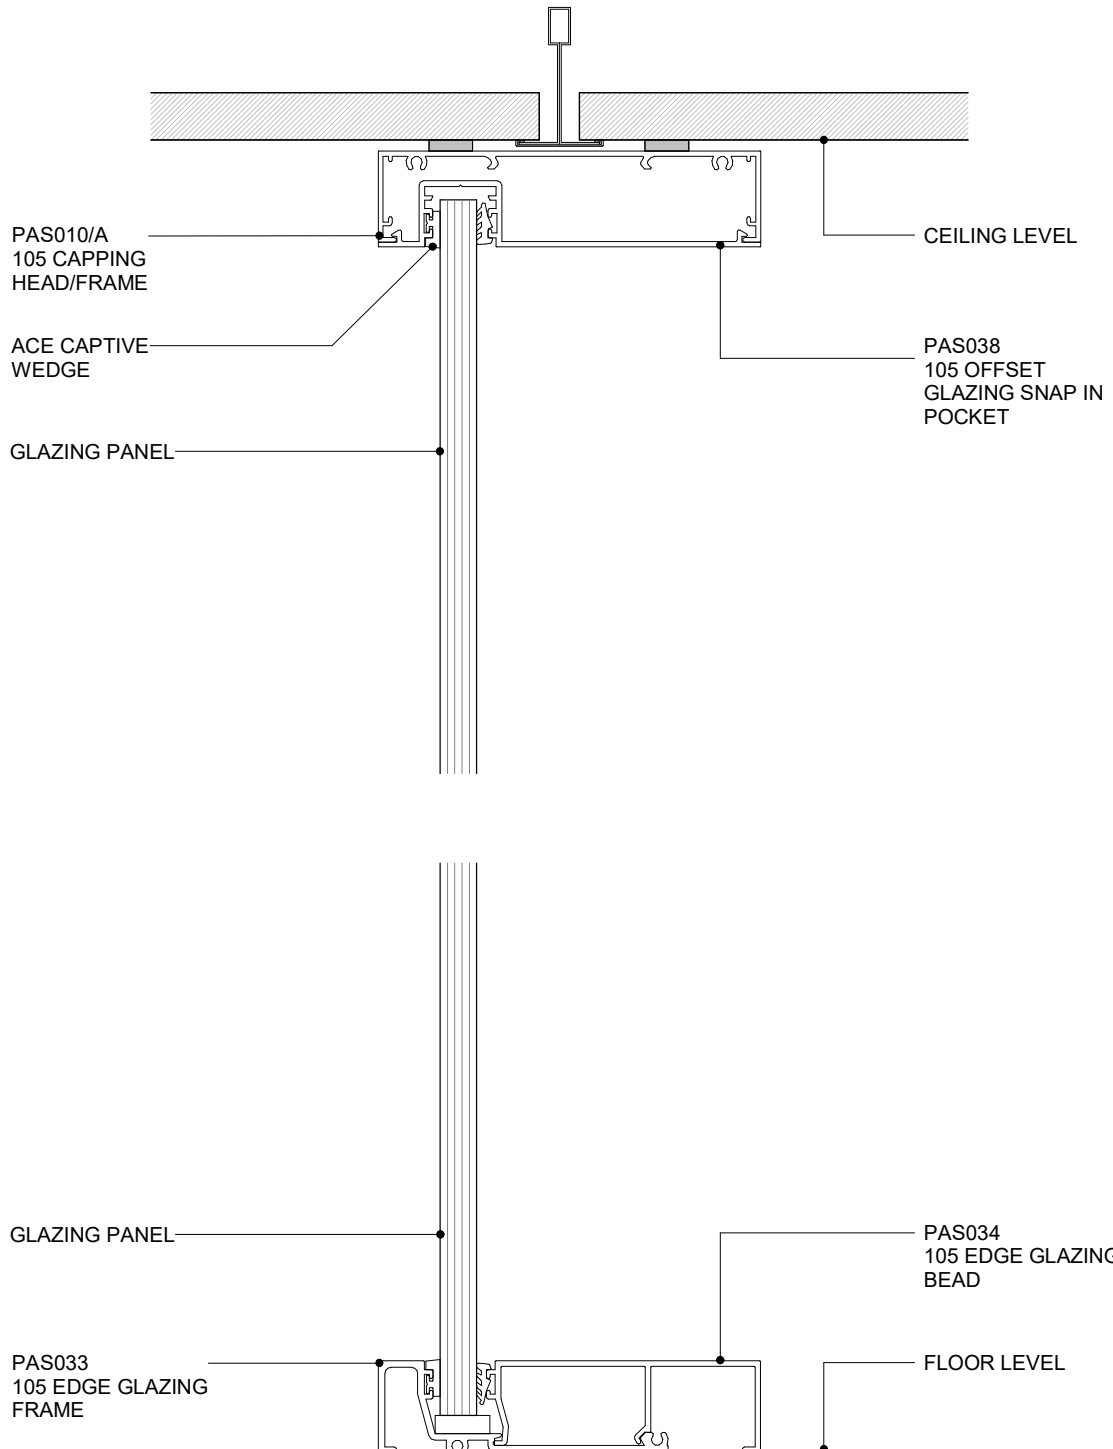 PAS010/A
105 CAPPING
HEAD/FRAME
CEILING LEVEL
ACE CAPTIVE
WEDGE
PAS038
105 OFFSET
GLAZING SNAP IN
POCKET
GLAZING PANEL
GLAZING PANEL
PAS034
105 EDGE GLAZING
BEAD
PAS033
105 EDGE GLAZING
FRAME
FLOOR LEVEL